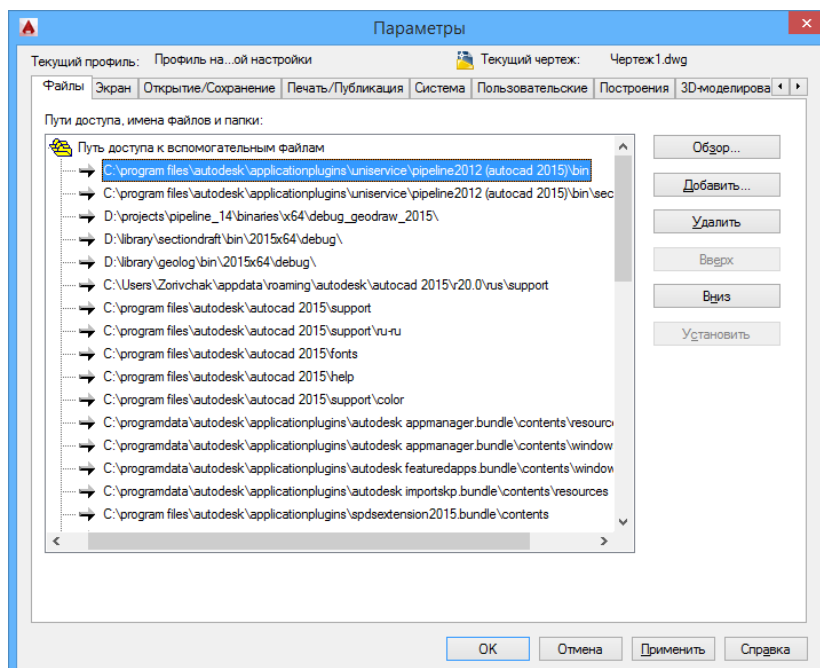 Параметры
Текущий профиль: Профиль на...ой настройки Текущий чертеж: Чертеж1.dwg
Файлы Экран Открытие/Сохранение Печать/Публикация Система Пользовательские Построения 3D-моделирова
Пути доступа, имена файлов и папки:
Путь доступа к вспомогательным файлам
C:\program files\autodesk\applicationplugins\uniservice\pipeline2012 (autocad 2015)\bin
C:\program files\autodesk\applicationplugins\uniservice\pipeline2012 (autocad 2015)\bin\sec
D:\projects\pipeline_14\binaries\x64\debug_geodraw_2015\
D:\library\sectiondraft\bin\2015x64\debug\
D:\library\geolog\bin\2015x64\debug\
C:\Users\Zorivchak\appdata\roaming\autodesk\autocad 2015\r20.0\rus\support
C:\program files\autodesk\autocad 2015\support
C:\program files\autodesk\autocad 2015\support\ru-ru
C:\program files\autodesk\autocad 2015\fonts
C:\program files\autodesk\autocad 2015\help
C:\program files\autodesk\autocad 2015\support\color
C:\programdata\autodesk\applicationplugins\autodesk appmanager.bundle\contents\resourc
C:\programdata\autodesk\applicationplugins\autodesk appmanager.bundle\contents\window
C:\programdata\autodesk\applicationplugins\autodesk featuredapps.bundle\contents\window
C:\programdata\autodesk\applicationplugins\autodesk importskp.bundle\contents\resources
C:\program files\autodesk\applicationplugins\spdsextension2015.bundle\contents
Обзор...
Добавить...
Удалить
Вверх
Вниз
Установить
OK Отмена Применить Справка